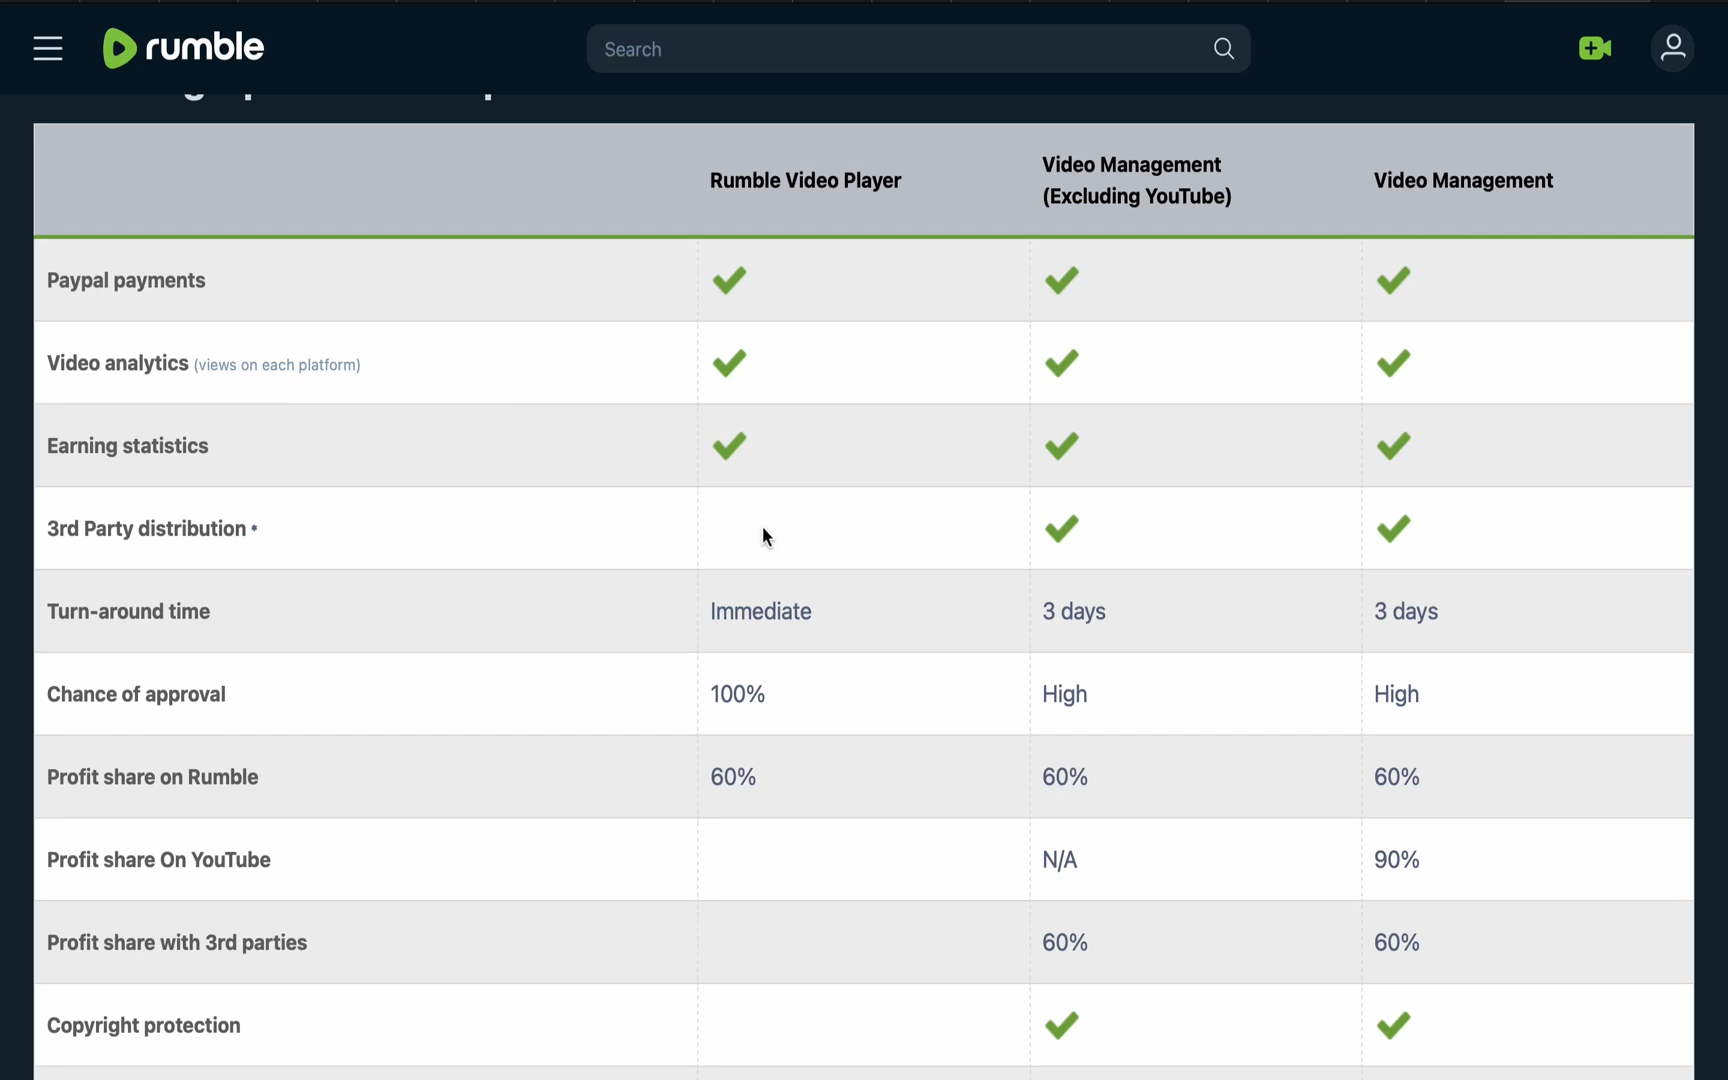 rumble
Search
Rumble Video Player
Video Management
(Excluding YouTube)
Video Management
Paypal payments
Video analytics (views on each platform)
Earning statistics
3rd Party distribution *
Turn-around time Immediate 3 days 3 days
Chance of approval 100% High High
Profit share on Rumble 60% 60% 60%
Profit share On YouTube N/A 90%
Profit share with 3rd parties 60% 60%
Copyright protection